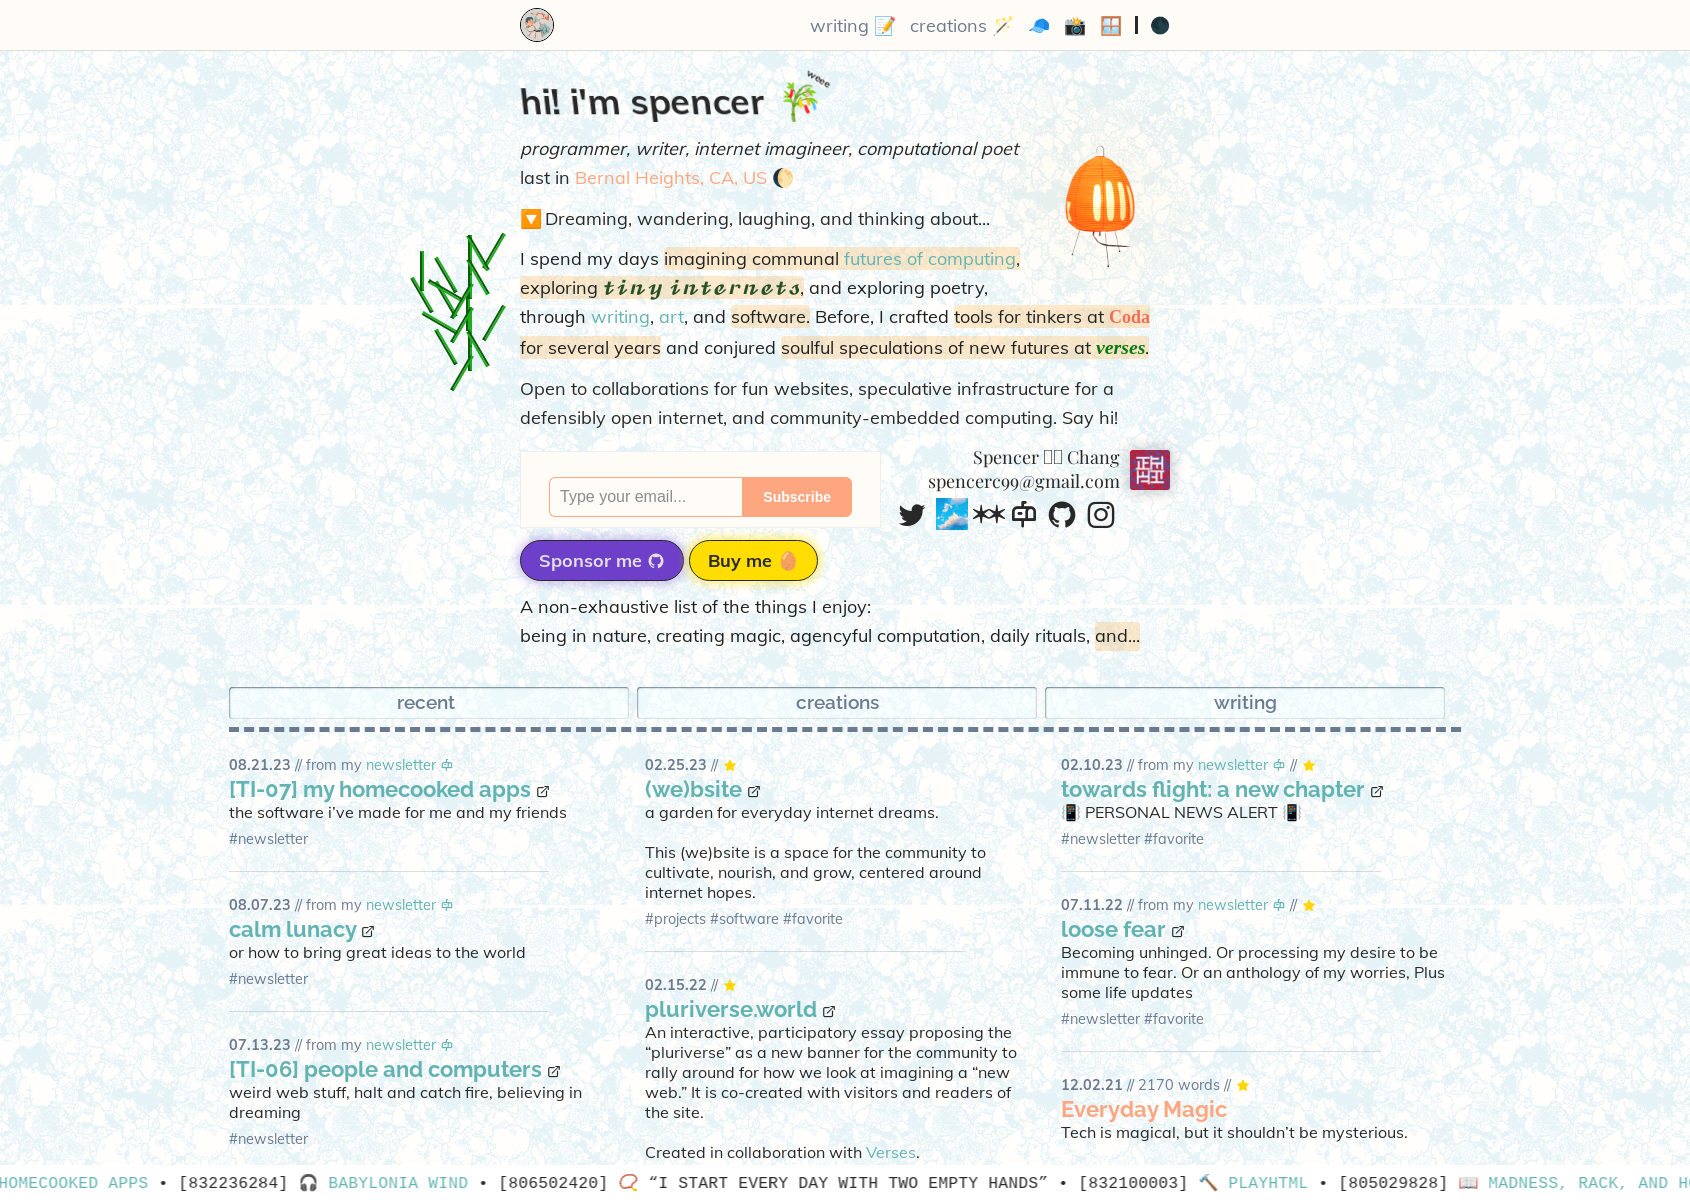 writing 📝 creations 🪄 🧢 📸 🪟 | 🌑
weee
hi! i'm spencer 🎋
programmer, writer, internet imagineer, computational poet
last in Bernal Heights, CA, US 🌔
🔽 Dreaming, wandering, laughing, and thinking about...
I spend my days imagining communal futures of computing,
exploring tiny internets, and exploring poetry,
through writing, art, and software. Before, I crafted tools for tinkers at Coda
for several years and conjured soulful speculations of new futures at verses.
Open to collaborations for fun websites, speculative infrastructure for a
defensibly open internet, and community-embedded computing. Say hi!
Type your email...
Subscribe
Spencer Chang
spencerc99@gmail.com
Sponsor me
Buy me 🥚
A non-exhaustive list of the things I enjoy:
being in nature, creating magic, agencyful computation, daily rituals, and...
recent
creations
writing
08.21.23 // from my newsletter
[TI-07] my homecooked apps
the software i’ve made for me and my friends
#newsletter
08.07.23 // from my newsletter
calm lunacy
or how to bring great ideas to the world
#newsletter
07.13.23 // from my newsletter
[TI-06] people and computers
weird web stuff, halt and catch fire, believing in
dreaming
#newsletter
02.25.23 // ★
(we)bsite
a garden for everyday internet dreams.
This (we)bsite is a space for the community to
cultivate, nourish, and grow, centered around
internet hopes.
#projects #software #favorite
02.15.22 // ★
pluriverse.world
An interactive, participatory essay proposing the
“pluriverse” as a new banner for the community to
rally around for how we look at imagining a “new
web.” It is co-created with visitors and readers of
the site.
Created in collaboration with Verses.
02.10.23 // from my newsletter // ★
towards flight: a new chapter
📳 PERSONAL NEWS ALERT 📳
#newsletter #favorite
07.11.22 // from my newsletter // ★
loose fear
Becoming unhinged. Or processing my desire to be
immune to fear. Or an anthology of my worries, Plus
some life updates
#newsletter #favorite
12.02.21 // 2170 words // ★
Everyday Magic
Tech is magical, but it shouldn’t be mysterious.
HOMECOOKED APPS • [832236284] 🎧 BABYLONIA WIND • [806502420] 📿 “I START EVERY DAY WITH TWO EMPTY HANDS” • [832100003] 🔨 PLAYHTML • [805029828] 📖 MADNESS, RACK, AND